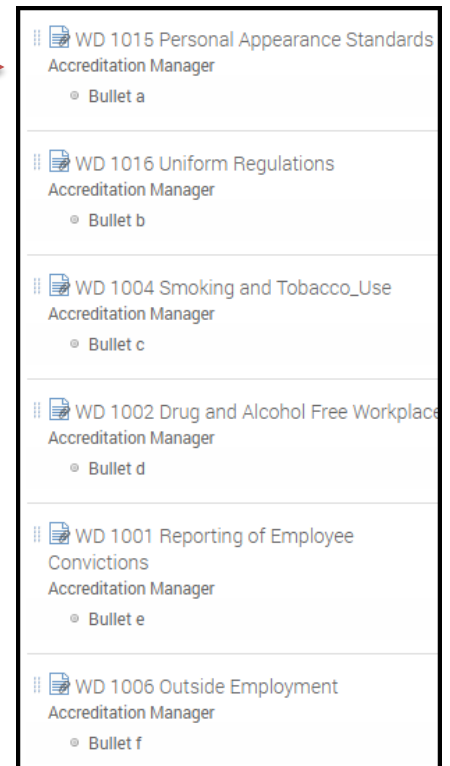 WD 1015 Personal Appearance Standards
Accreditation Manager
Bullet a
WD 1016 Uniform Regulations
Accreditation Manager
Bullet b
WD 1004 Smoking and Tobacco_Use
Accreditation Manager
Bullet c
WD 1002 Drug and Alcohol Free Workplace
Accreditation Manager
Bullet d
WD 1001 Reporting of Employee
Convictions
Accreditation Manager
Bullet e
WD 1006 Outside Employment
Accreditation Manager
Bullet f